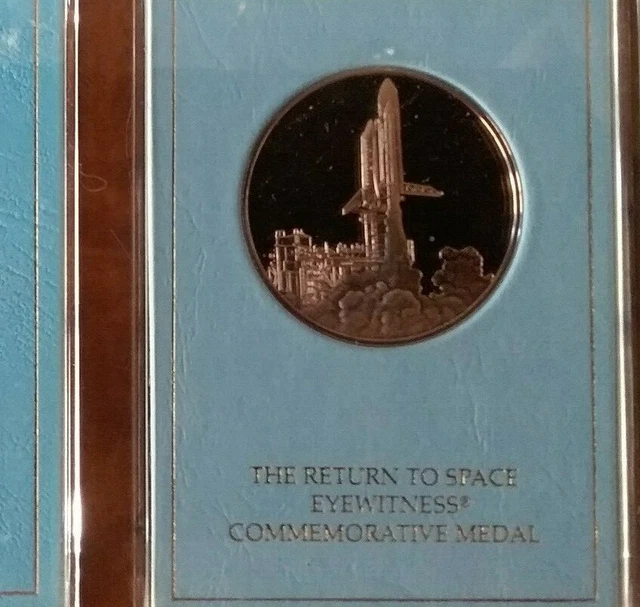 THE RETURN TO SPACE
EYEWITNESS®
COMMEMORATIVE MEDAL